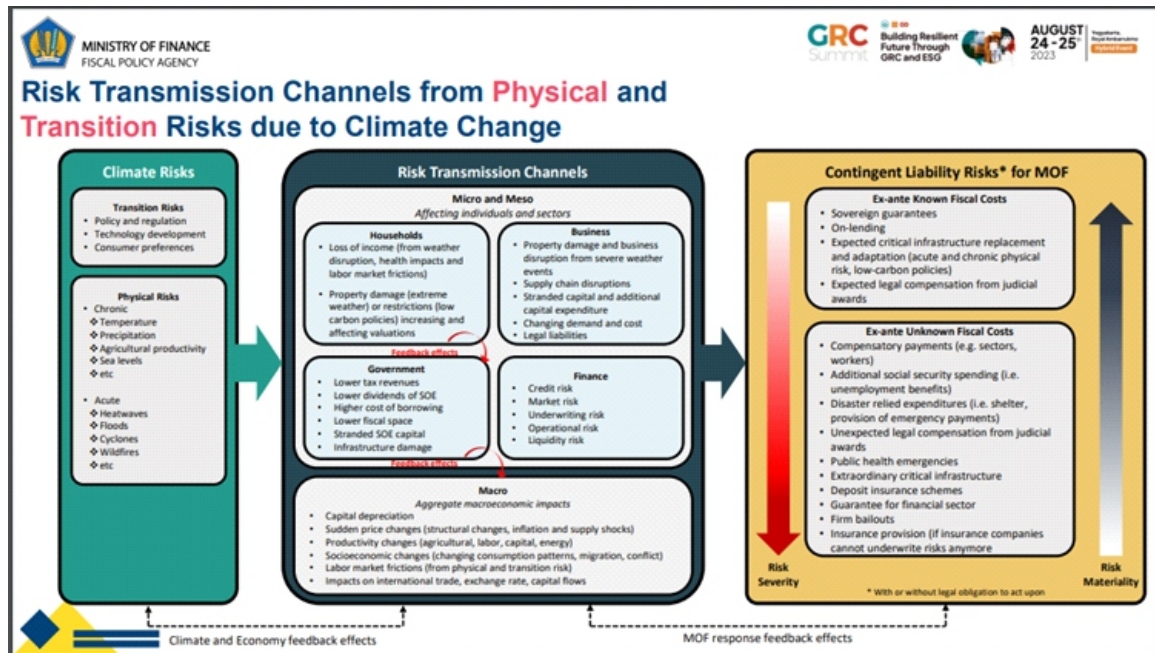 MINISTRY OF FINANCE
FISCAL POLICY AGENCY
GRC
Summit
Building Resilient
Future Through
GRC and ESG
AUGUST
24 - 25th
2023
Yogyakarta,
Royal Ambarrukmo
Hybrid Event
Risk Transmission Channels from Physical and
Transition Risks due to Climate Change
Climate Risks
Transition Risks
• Policy and regulation
• Technology development
• Consumer preferences
Physical Risks
• Chronic
❖ Temperature
❖ Precipitation
❖ Agricultural productivity
❖ Sea levels
❖ etc
• Acute
❖ Heatwaves
❖ Floods
❖ Cyclones
❖ Wildfires
❖ etc
Risk Transmission Channels
Micro and Meso
Affecting individuals and sectors
Households
• Loss of income (from weather
disruption, health impacts and
labor market frictions)
• Property damage (extreme
weather) or restrictions (low
carbon policies) increasing and
affecting valuations
Business
• Property damage and business
disruption from severe weather
events
• Supply chain disruptions
• Stranded capital and additional
capital expenditure
• Changing demand and cost
• Legal liabilities
Feedback effects
Government
• Lower tax revenues
• Lower dividends of SOE
• Higher cost of borrowing
• Lower fiscal space
• Stranded SOE capital
• Infrastructure damage
Finance
• Credit risk
• Market risk
• Underwriting risk
• Operational risk
• Liquidity risk
Feedback effects
Macro
Aggregate macroeconomic impacts
• Capital depreciation
• Sudden price changes (structural changes, inflation and supply shocks)
• Productivity changes (agricultural, labor, capital, energy)
• Socioeconomic changes (changing consumption patterns, migration, conflict)
• Labor market frictions (from physical and transition risk)
• Impacts on international trade, exchange rate, capital flows
Contingent Liability Risks* for MOF
Ex-ante Known Fiscal Costs
• Sovereign guarantees
• On-lending
• Expected critical infrastructure replacement
and adaptation (acute and chronic physical
risk, low-carbon policies)
• Expected legal compensation from judicial
awards
Ex-ante Unknown Fiscal Costs
• Compensatory payments (e.g. sectors,
workers)
• Additional social security spending (i.e.
unemployment benefits)
• Disaster relied expenditures (i.e. shelter,
provision of emergency payments)
• Unexpected legal compensation from judicial
awards
• Public health emergencies
• Extraordinary critical infrastructure
• Deposit insurance schemes
• Guarantee for financial sector
• Firm bailouts
• Insurance provision (if insurance companies
cannot underwrite risks anymore
Risk
Severity
Risk
Materiality
* With or without legal obligation to act upon
Climate and Economy feedback effects
MOF response feedback effects